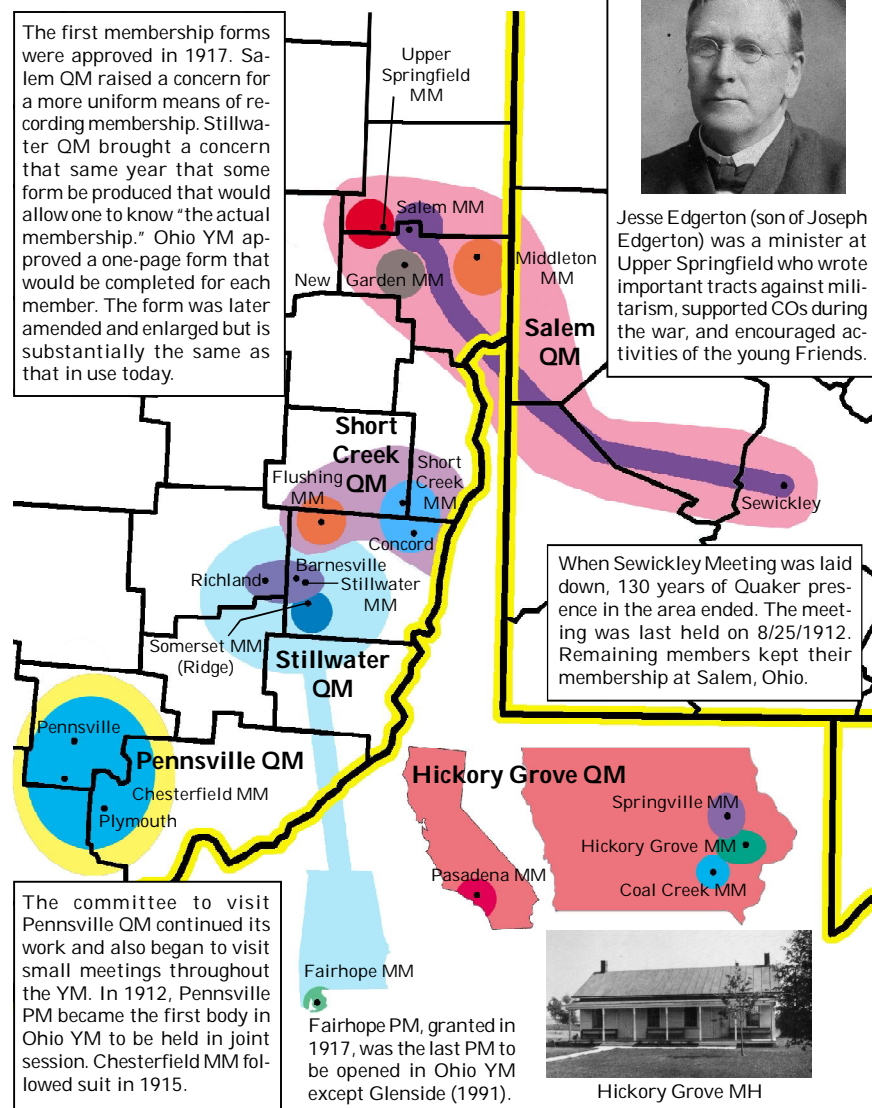 The first membership forms
were approved in 1917. Sa-
lem QM raised a concern for
a more uniform means of re-
cording membership. Stillwa-
ter QM brought a concern
that same year that some
form be produced that would
allow one to know "the actual
membership." Ohio YM ap-
proved a one-page form that
would be completed for each
member. The form was later
amended and enlarged but is
substantially the same as
that in use today.
Upper
Springfield
MM
Salem MM
New Garden MM
Middleton
MM
Salem
QM
Jesse Edgerton (son of Joseph
Edgerton) was a minister at
Upper Springfield who wrote
important tracts against mili-
tarism, supported COs during
the war, and encouraged ac-
tivities of the young Friends.
Short
Creek
QM
Flushing
MM
Short
Creek
MM
Concord
Sewickley
Richland
Barnesville
Stillwater
MM
Somerset MM
(Ridge)
Stillwater
QM
When Sewickley Meeting was laid
down, 130 years of Quaker pres-
ence in the area ended. The meet-
ing was last held on 8/25/1912.
Remaining members kept their
membership at Salem, Ohio.
Pennsville
Pennsville QM
Chesterfield MM
Plymouth
Hickory Grove QM
Springville MM
Hickory Grove MM
Coal Creek MM
Pasadena MM
The committee to visit
Pennsville QM continued its
work and also began to visit
small meetings throughout
the YM. In 1912, Pennsville
PM became the first body in
Ohio YM to be held in joint
session. Chesterfield MM fol-
lowed suit in 1915.
Fairhope MM
Fairhope PM, granted in
1917, was the last PM to
be opened in Ohio YM
except Glenside (1991).
Hickory Grove MH